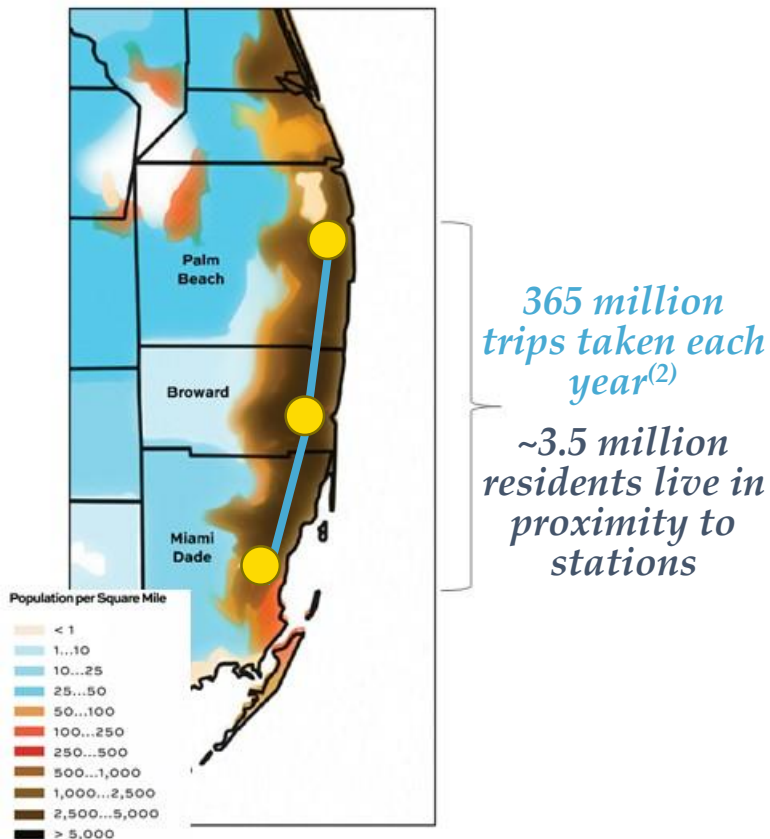 Palm
Beach
Broward
Miami
Dade
365 million
trips taken each
year(2)
~3.5 million
residents live in
proximity to
stations
Population per Square Mile
< 1
1...10
10...25
25...50
50...100
100...250
250...500
500...1,000
1,000...2,500
2,500...5,000
> 5,000